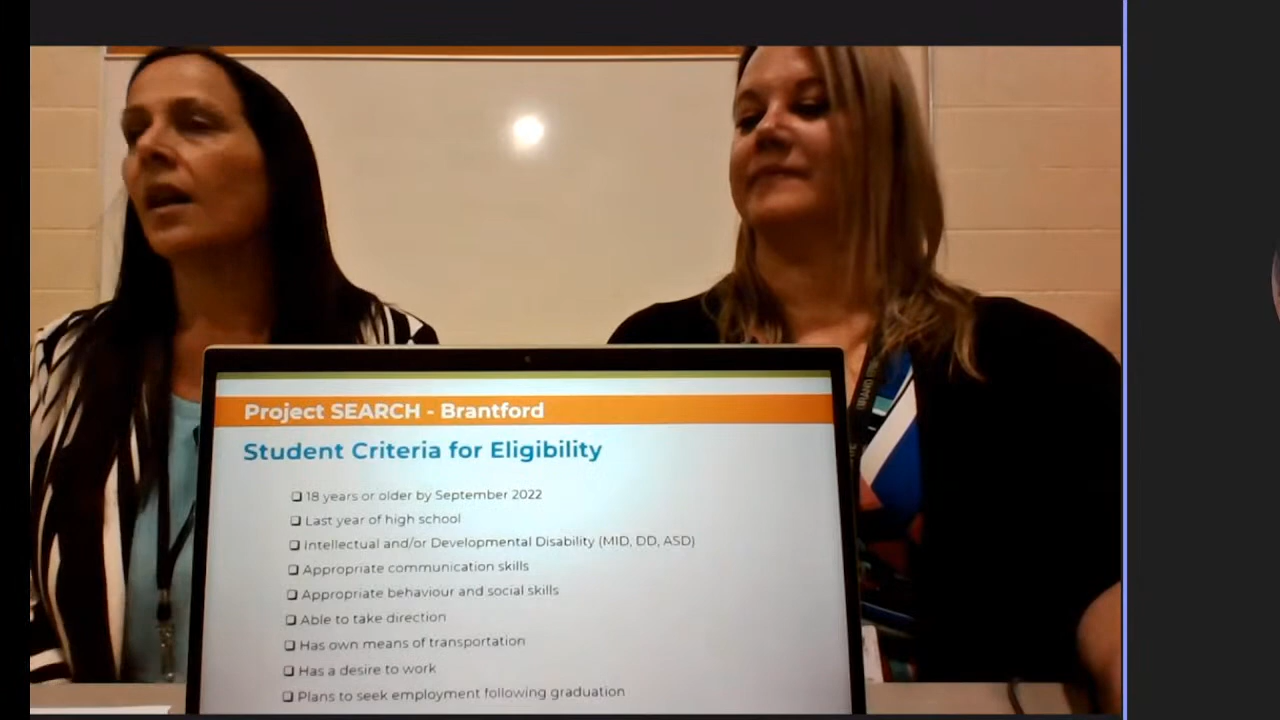 Project SEARCH - Brantford
Student Criteria for Eligibility
❑ 18 years or older by September 2022
❑ Last year of high school
❑ Intellectual and/or Developmental Disability (MID, DD, ASD)
❑ Appropriate communication skills
❑ Appropriate behaviour and social skills
❑ Able to take direction
❑ Has own means of transportation
❑ Has a desire to work
❑ Plans to seek employment following graduation